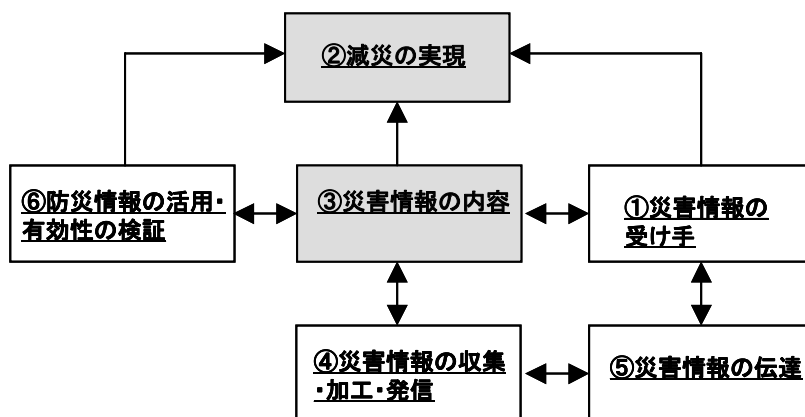 ②減災の実現
⑥防災情報の活用・
有効性の検証
③災害情報の内容
①災害情報の
受け手
④災害情報の収集
・加工・発信
⑤災害情報の伝達